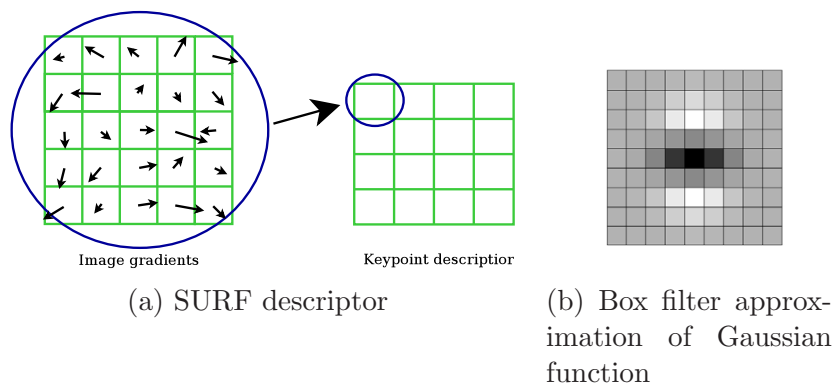 Image gradients
Keypoint descriptior
(a) SURF descriptor
(b) Box filter approx-
imation of Gaussian
function